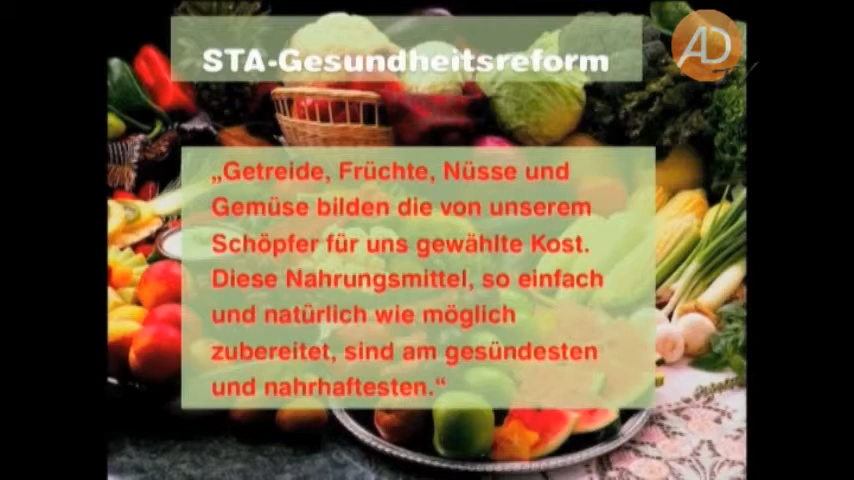 AD
STA-Gesundheitsreform
„Getreide, Früchte, Nüsse und
Gemüse bilden die von unserem
Schöpfer für uns gewählte Kost.
Diese Nahrungsmittel, so einfach
und natürlich wie möglich
zubereitet, sind am gesündesten
und nahrhaftesten.“